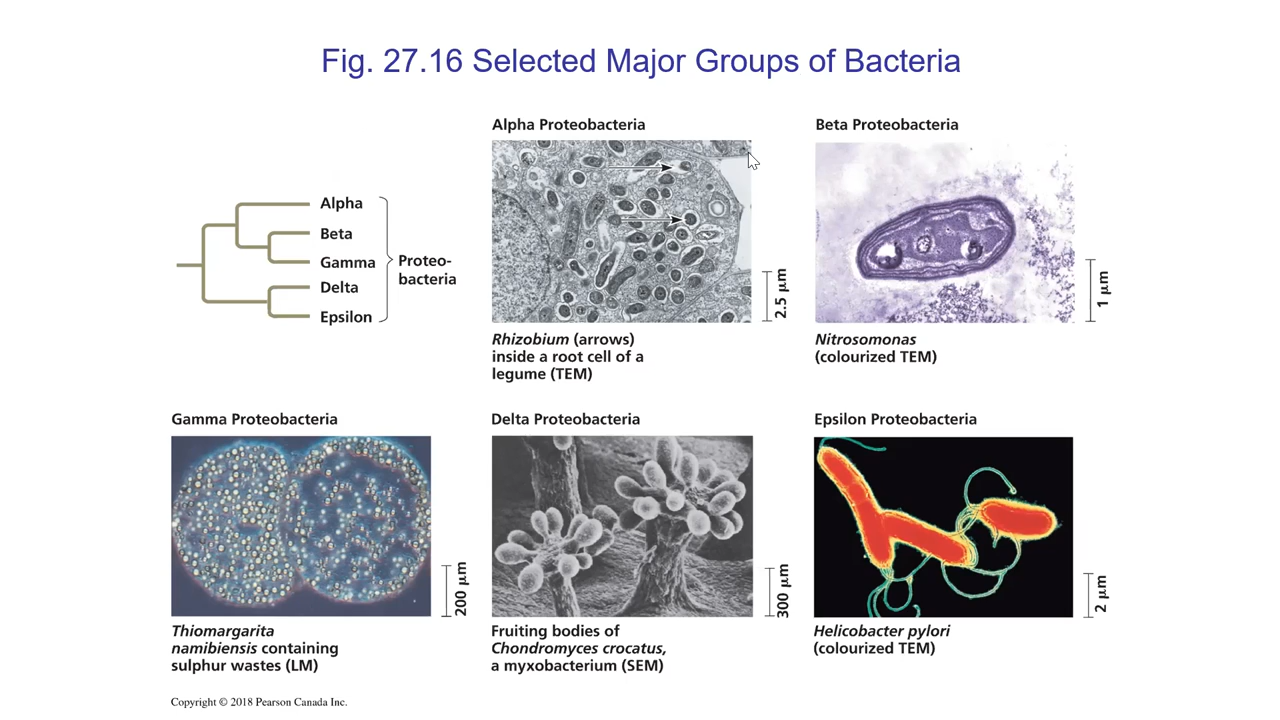 Fig. 27.16 Selected Major Groups of Bacteria
Alpha
Beta
Gamma
Delta
Epsilon
Proteo-
bacteria
Alpha Proteobacteria
2.5 μm
Rhizobium (arrows)
inside a root cell of a
legume (TEM)
Beta Proteobacteria
1 μm
Nitrosomonas
(colourized TEM)
Gamma Proteobacteria
200 μm
Thiomargarita
namibiensis containing
sulphur wastes (LM)
Delta Proteobacteria
300 μm
Fruiting bodies of
Chondromyces crocatus,
a myxobacterium (SEM)
Epsilon Proteobacteria
2 μm
Helicobacter pylori
(colourized TEM)
Copyright © 2018 Pearson Canada Inc.